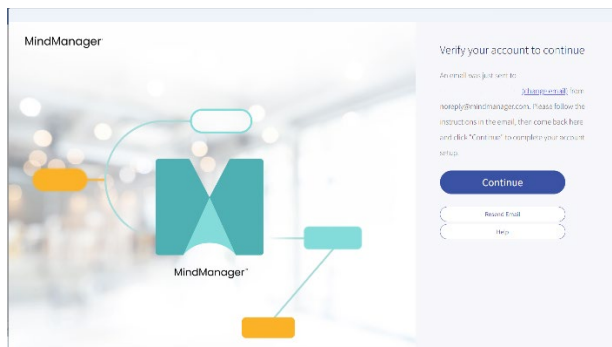 MindManager
Verify your account to continue
An email was just sent to
(change email) from
noreply@mindmanager.com. Please follow the
instructions in the email, then come back here
and click "Continue" to complete your account
setup.
Continue
Resend Email
Help
MindManager™